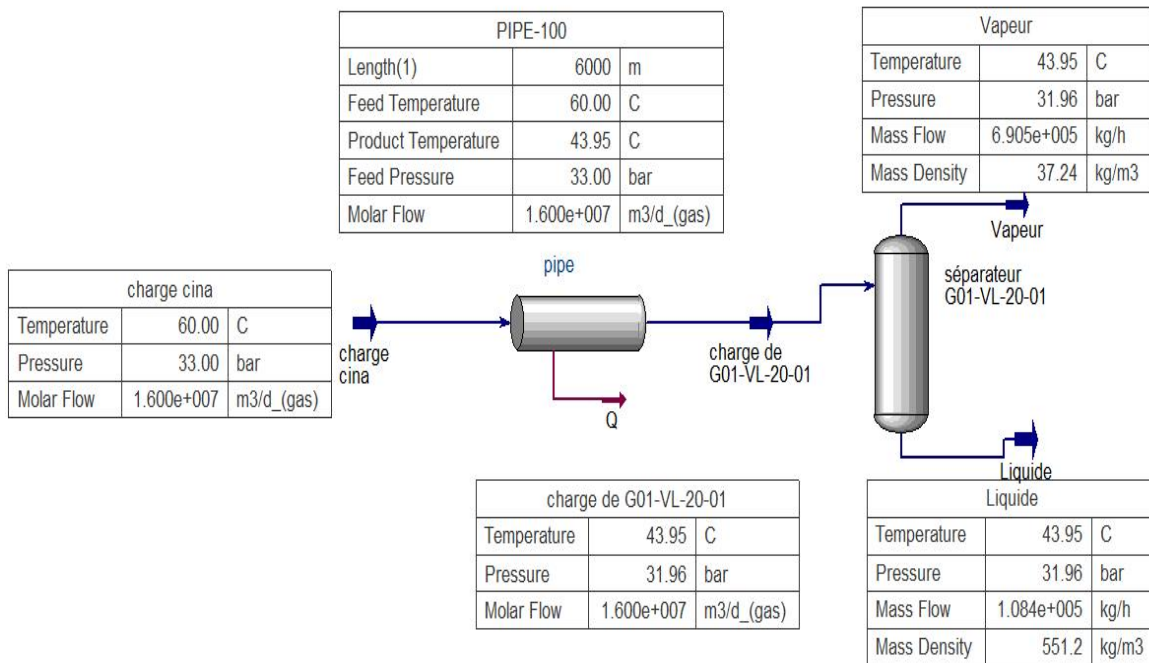 PIPE-100
Length(1) 6000 m
Feed Temperature 60.00 C
Product Temperature 43.95 C
Feed Pressure 33.00 bar
Molar Flow 1.600e+007 m3/d_(gas)
Vapeur
Temperature 43.95 C
Pressure 31.96 bar
Mass Flow 6.905e+005 kg/h
Mass Density 37.24 kg/m3
Vapeur
pipe
séparateur
G01-VL-20-01
charge cina
Temperature 60.00 C
Pressure 33.00 bar
Molar Flow 1.600e+007 m3/d_(gas)
charge
cina
charge de
G01-VL-20-01
Q
Liquide
charge de G01-VL-20-01
Temperature 43.95 C
Pressure 31.96 bar
Molar Flow 1.600e+007 m3/d_(gas)
Liquide
Temperature 43.95 C
Pressure 31.96 bar
Mass Flow 1.084e+005 kg/h
Mass Density 551.2 kg/m3